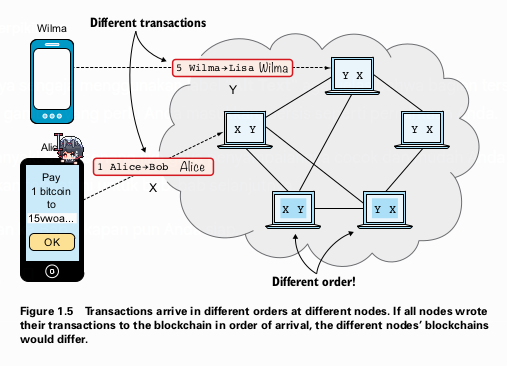 Different transactions
Wilma
5 Wilma→Lisa Wilma
Y
Y X
X Y
Y X
1 Alice→Bob Alice
X
Pay
1 bitcoin
to
15vwoa...
OK
X Y
Y X
Different order!
Figure 1.5 Transactions arrive in different orders at different nodes. If all nodes wrote
their transactions to the blockchain in order of arrival, the different nodes' blockchains
would differ.